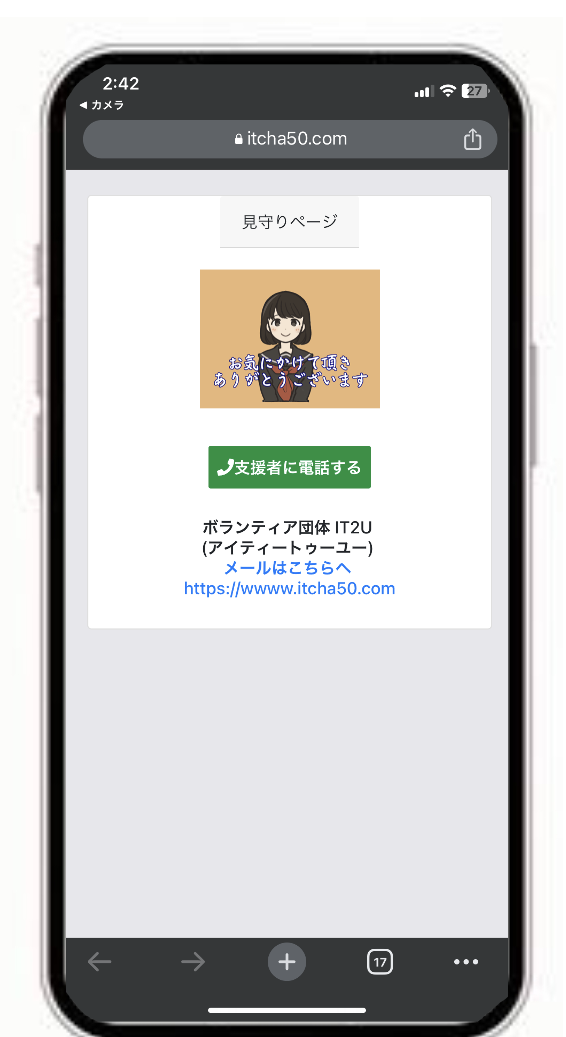 2:42
27
◀ カメラ
itcha50.com
見守りページ
お気にかけて頂き
ありがとうございます
支援者に電話する
ボランティア団体 IT2U
(アイティートゥーユー)
メールはこちらへ
https://wwww.itcha50.com
17